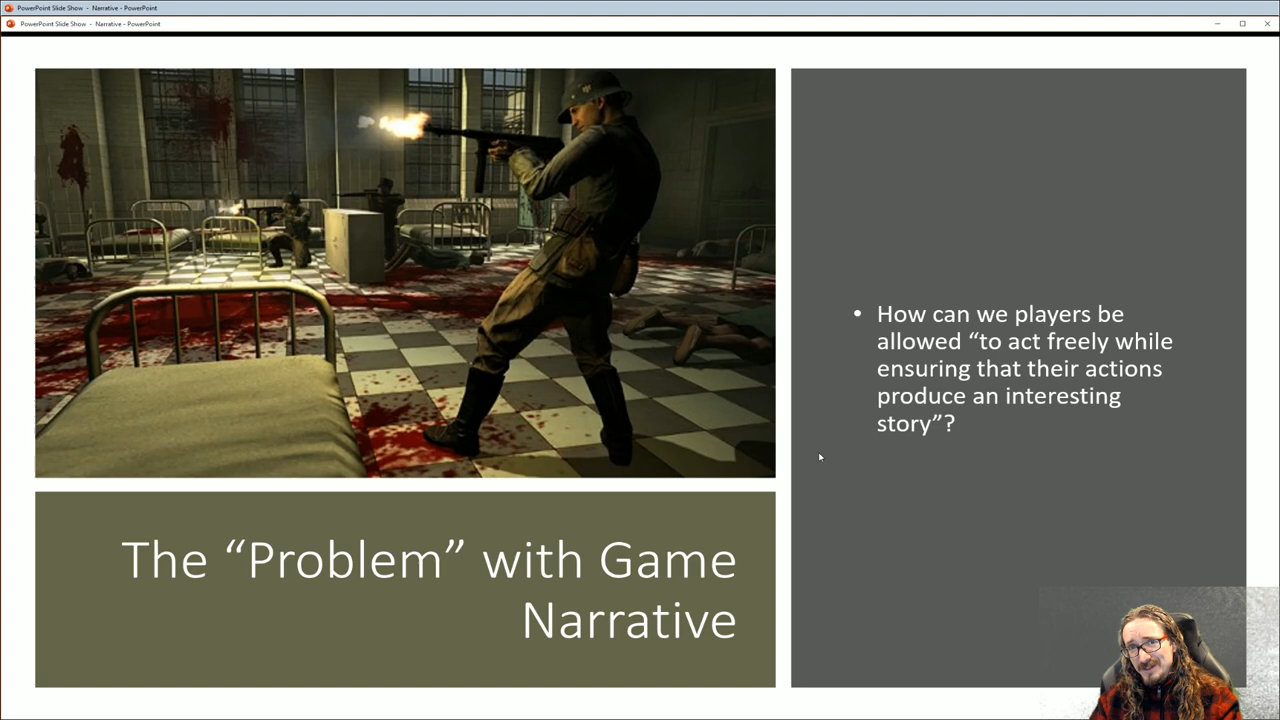 PowerPoint Slide Show - Narrative - PowerPoint
PowerPoint Slide Show - Narrative - PowerPoint
• How can we players be
allowed “to act freely while
ensuring that their actions
produce an interesting
story”?
The “Problem” with Game
Narrative